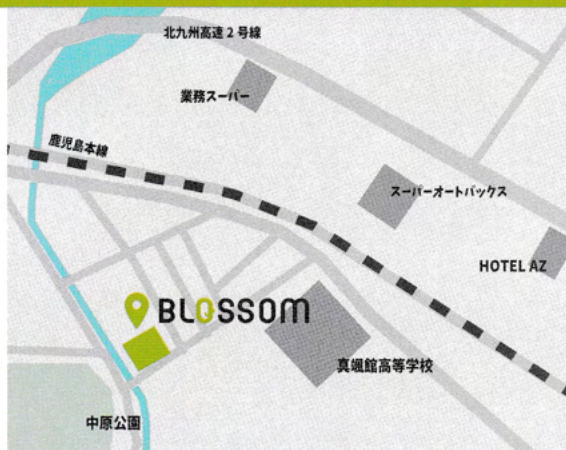 北九州高速2号線
業務スーパー
鹿児島本線
スーパーオートバックス
HOTEL AZ
BLOSSOM
真颯館高等学校
中原公園